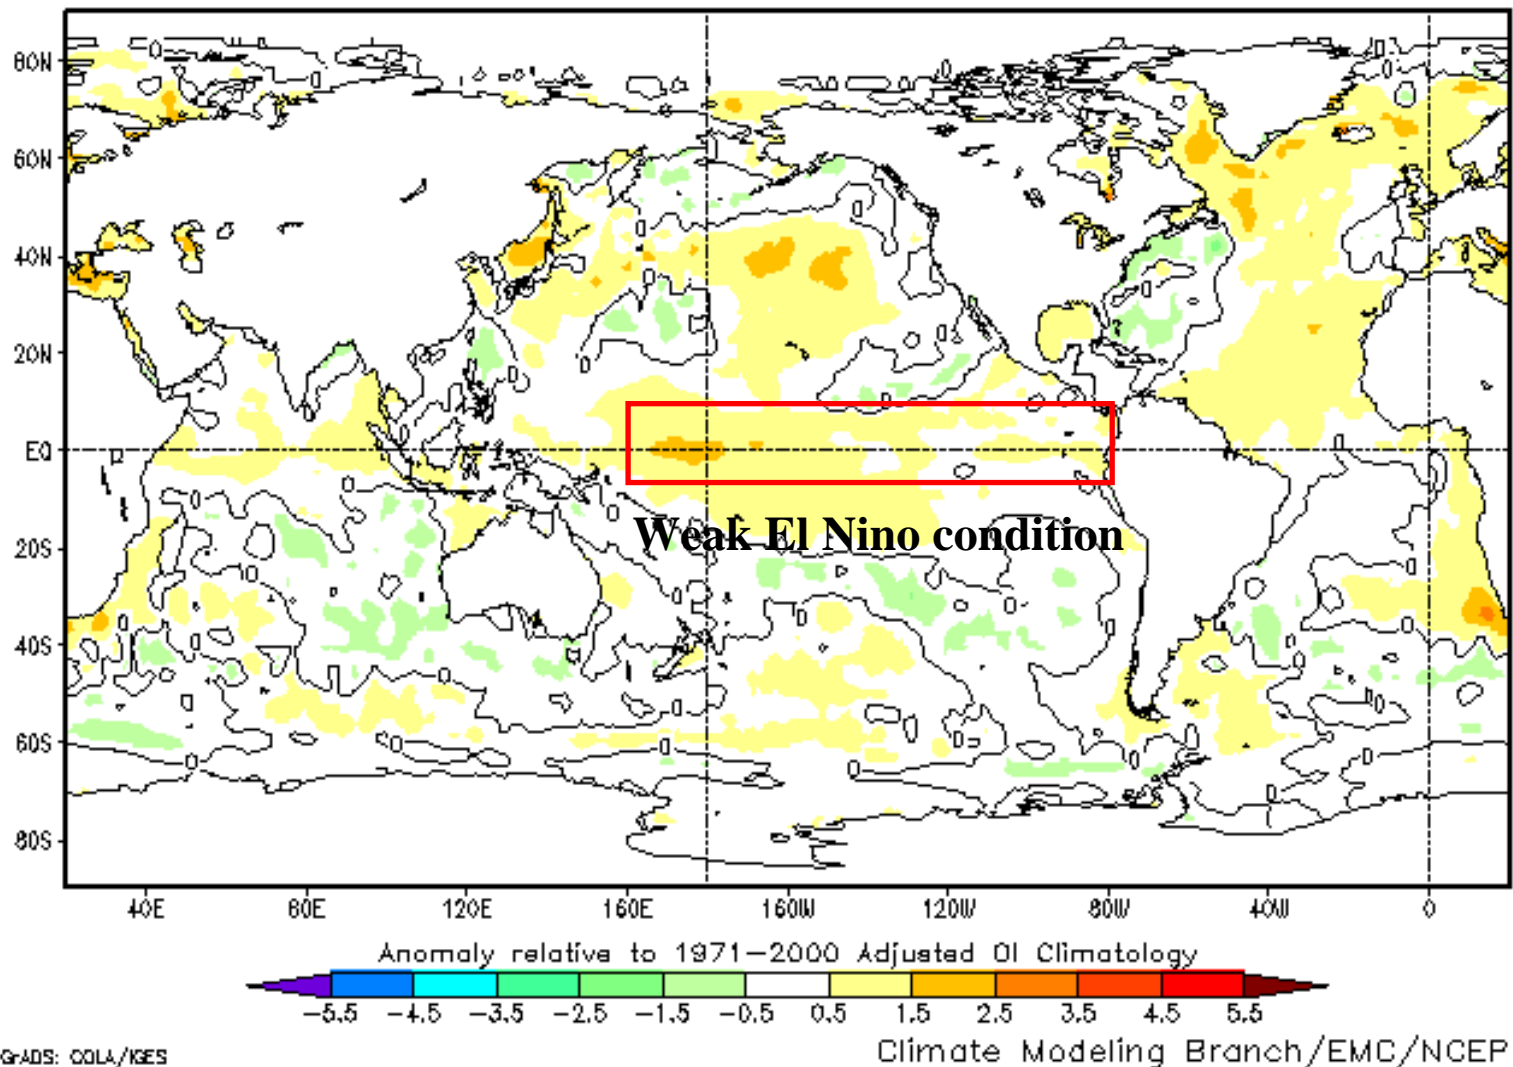 80N
60N
40N
20N
EQ
20S
40S
60S
80S
Weak El Nino condition
40E 80E 120E 160E 160W 120W 80W 40W 0
Anomaly relative to 1971-2000 Adjusted OI Climatology
-5.5 -4.5 -3.5 -2.5 -1.5 -0.5 0.5 1.5 2.5 3.5 4.5 5.5
GrADS: COLA/IGES
Climate Modeling Branch/EMC/NCEP